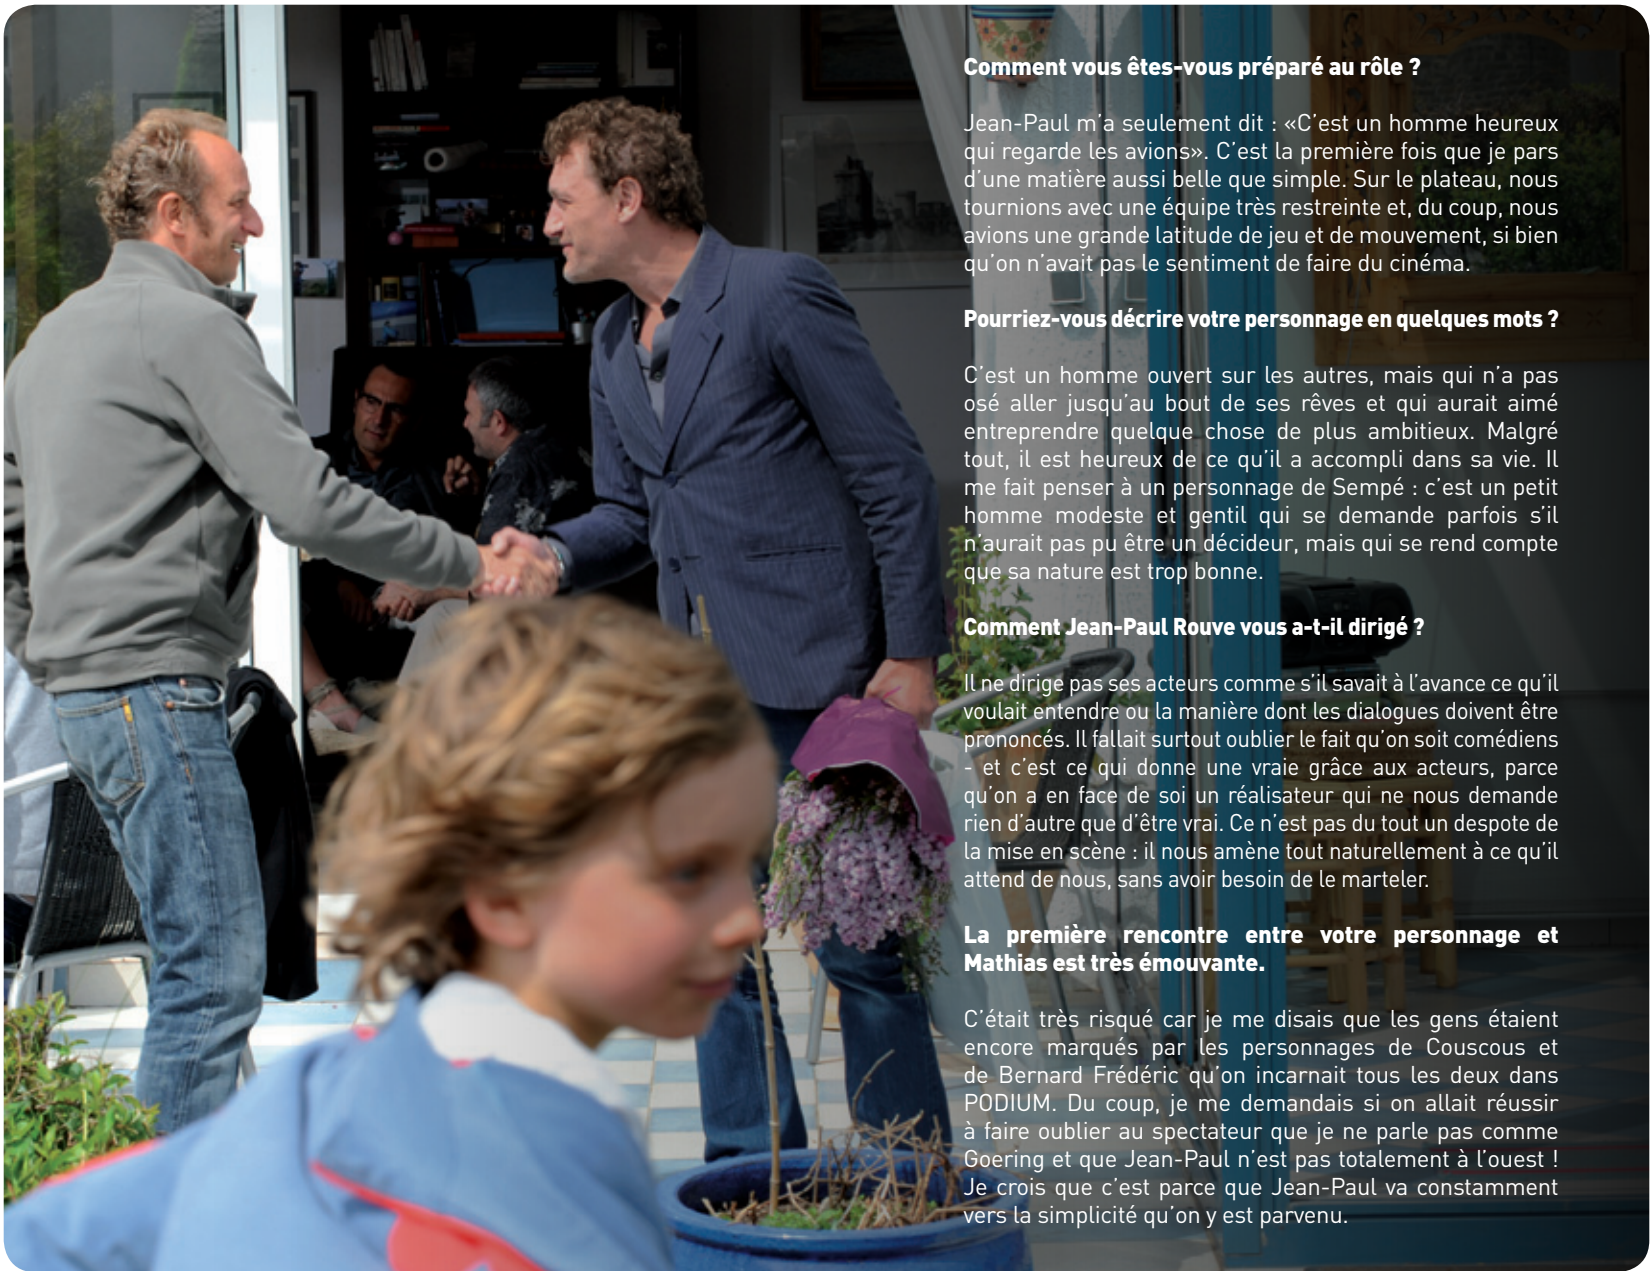 Comment vous êtes-vous préparé au rôle ?
Jean-Paul m'a seulement dit : «C'est un homme heureux
qui regarde les avions». C'est la première fois que je pars
d'une matière aussi belle que simple. Sur le plateau, nous
tournions avec une équipe très restreinte et, du coup, nous
avions une grande latitude de jeu et de mouvement, si bien
qu'on n'avait pas le sentiment de faire du cinéma.
Pourriez-vous décrire votre personnage en quelques mots ?
C'est un homme ouvert sur les autres, mais qui n'a pas
osé aller jusqu'au bout de ses rêves et qui aurait aimé
entreprendre quelque chose de plus ambitieux. Malgré
tout, il est heureux de ce qu'il a accompli dans sa vie. Il
me fait penser à un personnage de Sempé : c'est un petit
homme modeste et gentil qui se demande parfois s'il
n'aurait pas pu être un décideur, mais qui se rend compte
que sa nature est trop bonne.
Comment Jean-Paul Rouve vous a-t-il dirigé ?
Il ne dirige pas ses acteurs comme s'il savait à l'avance ce qu'il
voulait entendre ou la manière dont les dialogues doivent être
prononcés. Il fallait surtout oublier le fait qu'on soit comédiens
- et c'est ce qui donne une vraie grâce aux acteurs, parce
qu'on a en face de soi un réalisateur qui ne nous demande
rien d'autre que d'être vrai. Ce n'est pas du tout un despote de
la mise en scène : il nous amène tout naturellement à ce qu'il
attend de nous, sans avoir besoin de le marteler.
La première rencontre entre votre personnage et
Mathias est très émouvante.
C'était très risqué car je me disais que les gens étaient
encore marqués par les personnages de Couscous et
de Bernard Frédéric qu'on incarnait tous les deux dans
PODIUM. Du coup, je me demandais si on allait réussir
à faire oublier au spectateur que je ne parle pas comme
Goering et que Jean-Paul n'est pas totalement à l'ouest !
Je crois que c'est parce que Jean-Paul va constamment
vers la simplicité qu'on y est parvenu.